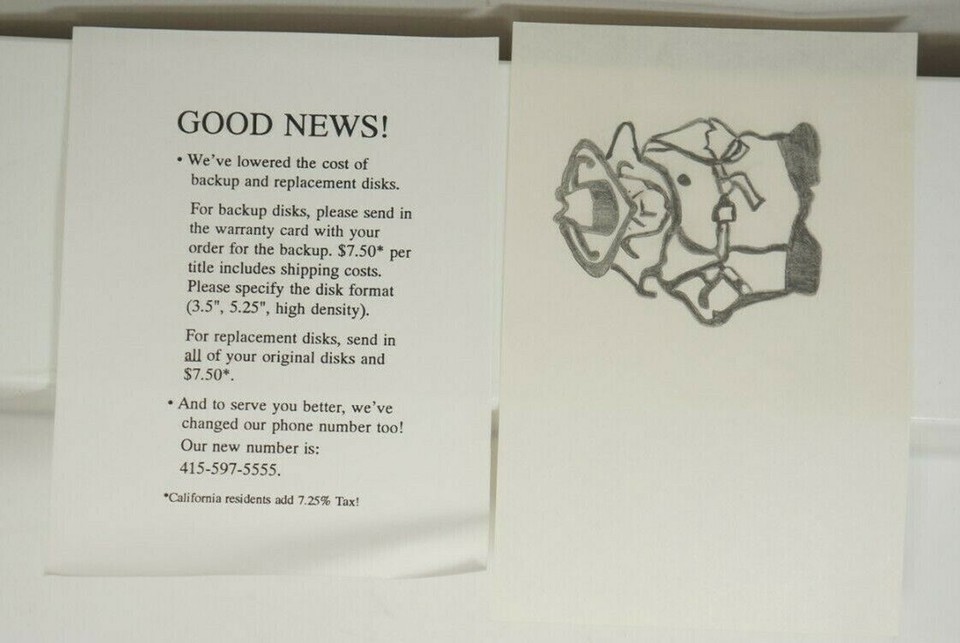 GOOD NEWS!
• We've lowered the cost of
backup and replacement disks.
For backup disks, please send in
the warranty card with your
order for the backup. $7.50* per
title includes shipping costs.
Please specify the disk format
(3.5", 5.25", high density).
For replacement disks, send in
all of your original disks and
$7.50*.
• And to serve you better, we've
changed our phone number too!
Our new number is:
415-597-5555.
*California residents add 7.25% Tax!